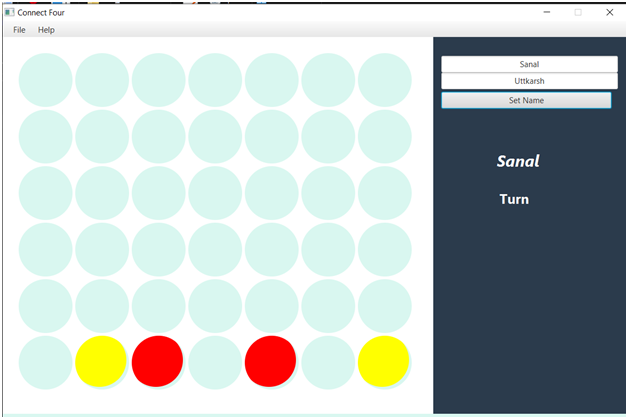 Connect Four
File Help
Sanal
Uttkarsh
Set Name
Sanal
Turn